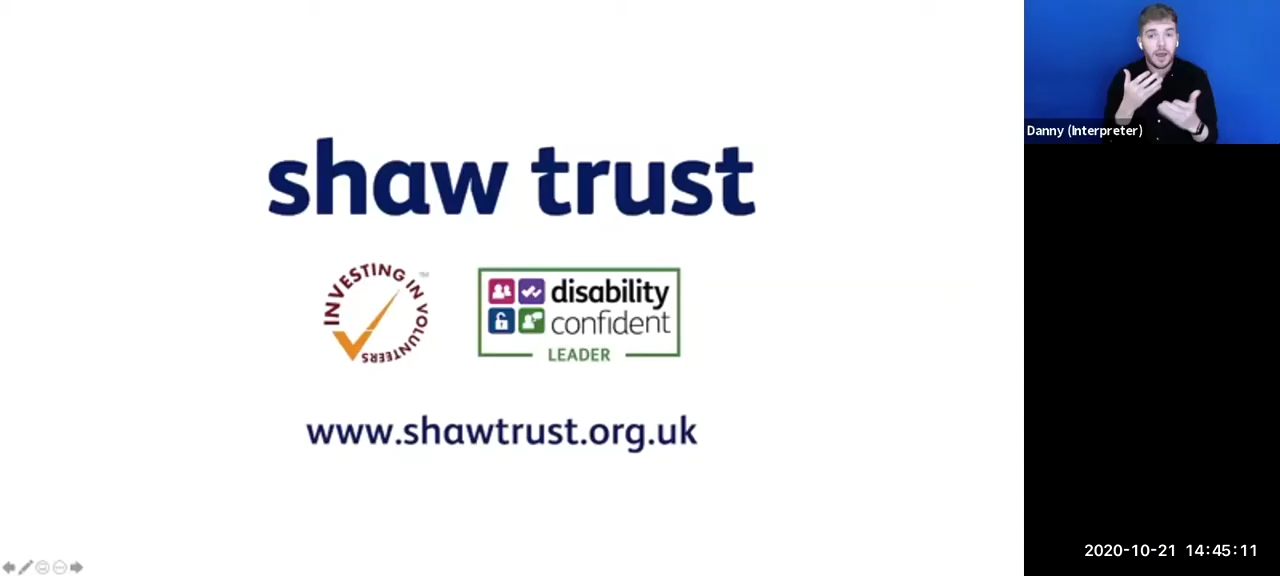 shaw trust
INVESTING IN VOLUNTEERS
TM
disability
confident
LEADER
www.shawtrust.org.uk
Danny (Interpreter)
2020-10-21 14:45:11